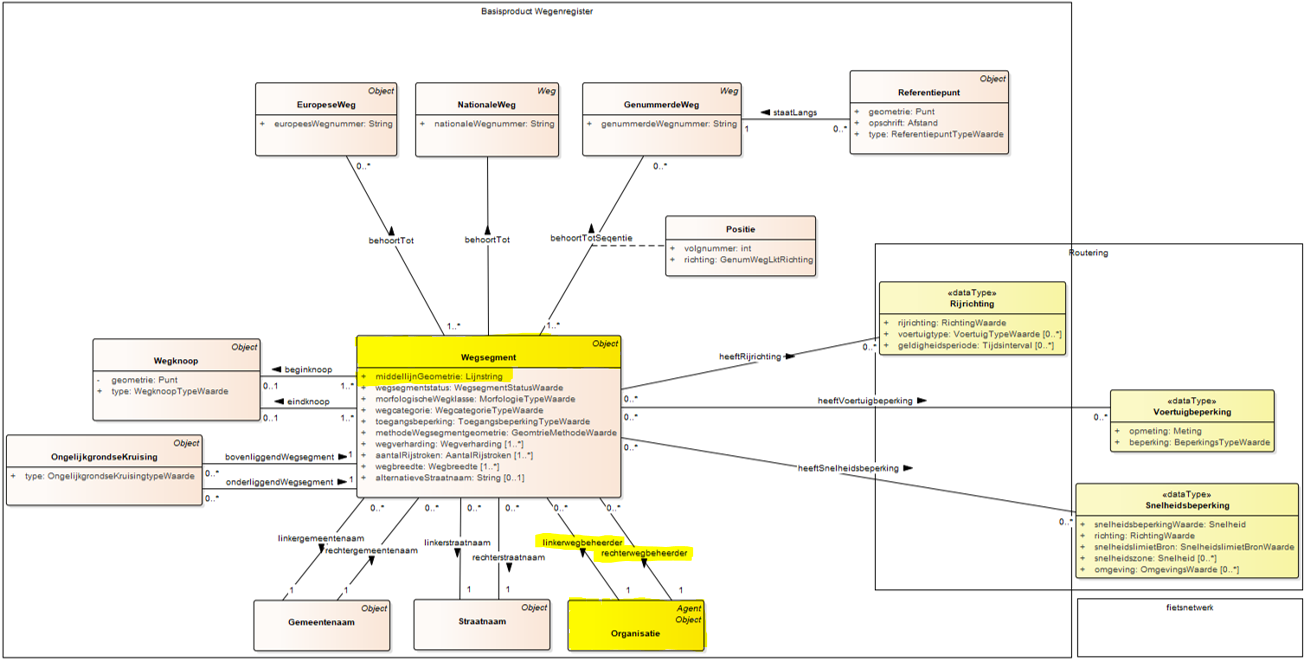 Basisproduct Wegenregister
Object
EuropeseWeg
+ europeesWegnummer: String
Weg
NationaleWeg
+ nationaleWegnummer: String
Weg
GenummerdeWeg
+ genummerdeWegnummer: String
Object
Referentiepunt
+ geometrie: Punt
+ opschrift: Afstand
+ type: ReferentiepuntTypeWaarde
staatLangs
1
0..*
0..*
0..*
behoortTot
behoortTot
behoortTotSeqentie
1..*
1..*
Positie
+ volgnummer: int
+ richting: GenumWegLktRichting
Routering
«dataType»
Rijrichting
+ rijrichting: RichtingWaarde
+ voertuigtype: VoertuigTypeWaarde [0..*]
+ geldigheidsperiode: Tijdsinterval [0..*]
Object
Wegknoop
- geometrie: Punt
+ type: WegknoopTypeWaarde
beginknoop
0..1
1..*
eindknoop
0..1
1..*
Object
Wegsegment
+ middellijnGeometrie: Lijnstring
+ wegsegmentstatus: WegsegmentStatusWaarde
+ morfologischeWegklasse: MorfologieTypeWaarde
+ wegcategorie: WegcategorieTypeWaarde
+ toegangsbeperking: ToegangsbeperkingTypeWaarde
+ methodeWegsegmentgeometrie: GeomtrieMethodeWaarde
+ wegverharding: Wegverharding [1..*]
+ aantalRijstroken: AantalRijstroken [1..*]
+ wegbreedte: Wegbreedte [1..*]
+ alternatieveStraatnaam: String [0..1]
heeftRijrichting
0..*
0..*
heeftVoertuigbeperking
0..*
0..*
«dataType»
Voertuigbeperking
+ opmeting: Meting
+ beperking: BeperkingsTypeWaarde
heeftSnelheidsbeperking
0..*
0..*
«dataType»
Snelheidsbeperking
+ snelheidsbeperkingWaarde: Snelheid
+ richting: RichtingWaarde
+ snelheidslimietBron: SnelheidslimietBronWaarde
+ snelheidszone: Snelheid [0..*]
+ omgeving: OmgevingsWaarde [0..*]
Object
OngelijkgrondseKruising
+ type: OngelijkgrondseKruisingtypeWaarde
bovenliggendWegsegment
1
0..*
onderliggendWegsegment
1
0..*
0..*
0..*
0..*
0..*
0..*
0..*
linkergemeentenaam
rechtergemeentenaam
linkerstraatnaam
rechterstraatnaam
linkerwegbeheerder
rechterwegbeheerder
1
1
1
1
1
1
Object
Gemeentenaam
Object
Straatnaam
Agent
Object
Organisatie
fietsnetwerk